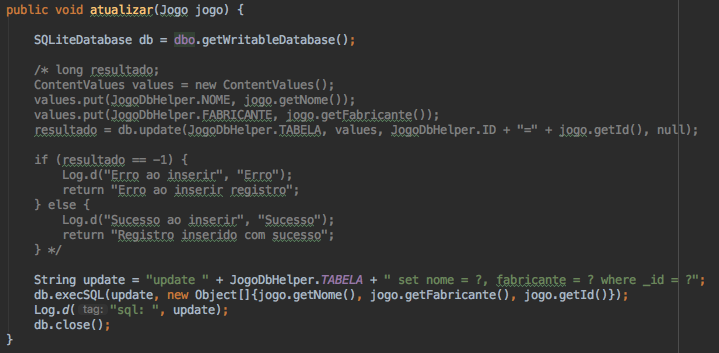 public void atualizar(Jogo jogo) {
SQLiteDatabase db = dbo.getWritableDatabase();
/* long resultado;
ContentValues values = new ContentValues();
values.put(JogoDbHelper.NOME, jogo.getNome());
values.put(JogoDbHelper.FABRICANTE, jogo.getFabricante());
resultado = db.update(JogoDbHelper.TABELA, values, JogoDbHelper.ID + "=" + jogo.getId(), null);
if (resultado == -1) {
Log.d("Erro ao inserir", "Erro");
return "Erro ao inserir registro";
} else {
Log.d("Sucesso ao inserir", "Sucesso");
return "Registro inserido com sucesso";
} */
String update = "update " + JogoDbHelper.TABELA + " set nome = ?, fabricante = ? where _id = ?";
db.execSQL(update, new Object[]{jogo.getNome(), jogo.getFabricante(), jogo.getId()});
Log.d( tag: "sql: ", update);
db.close();
}